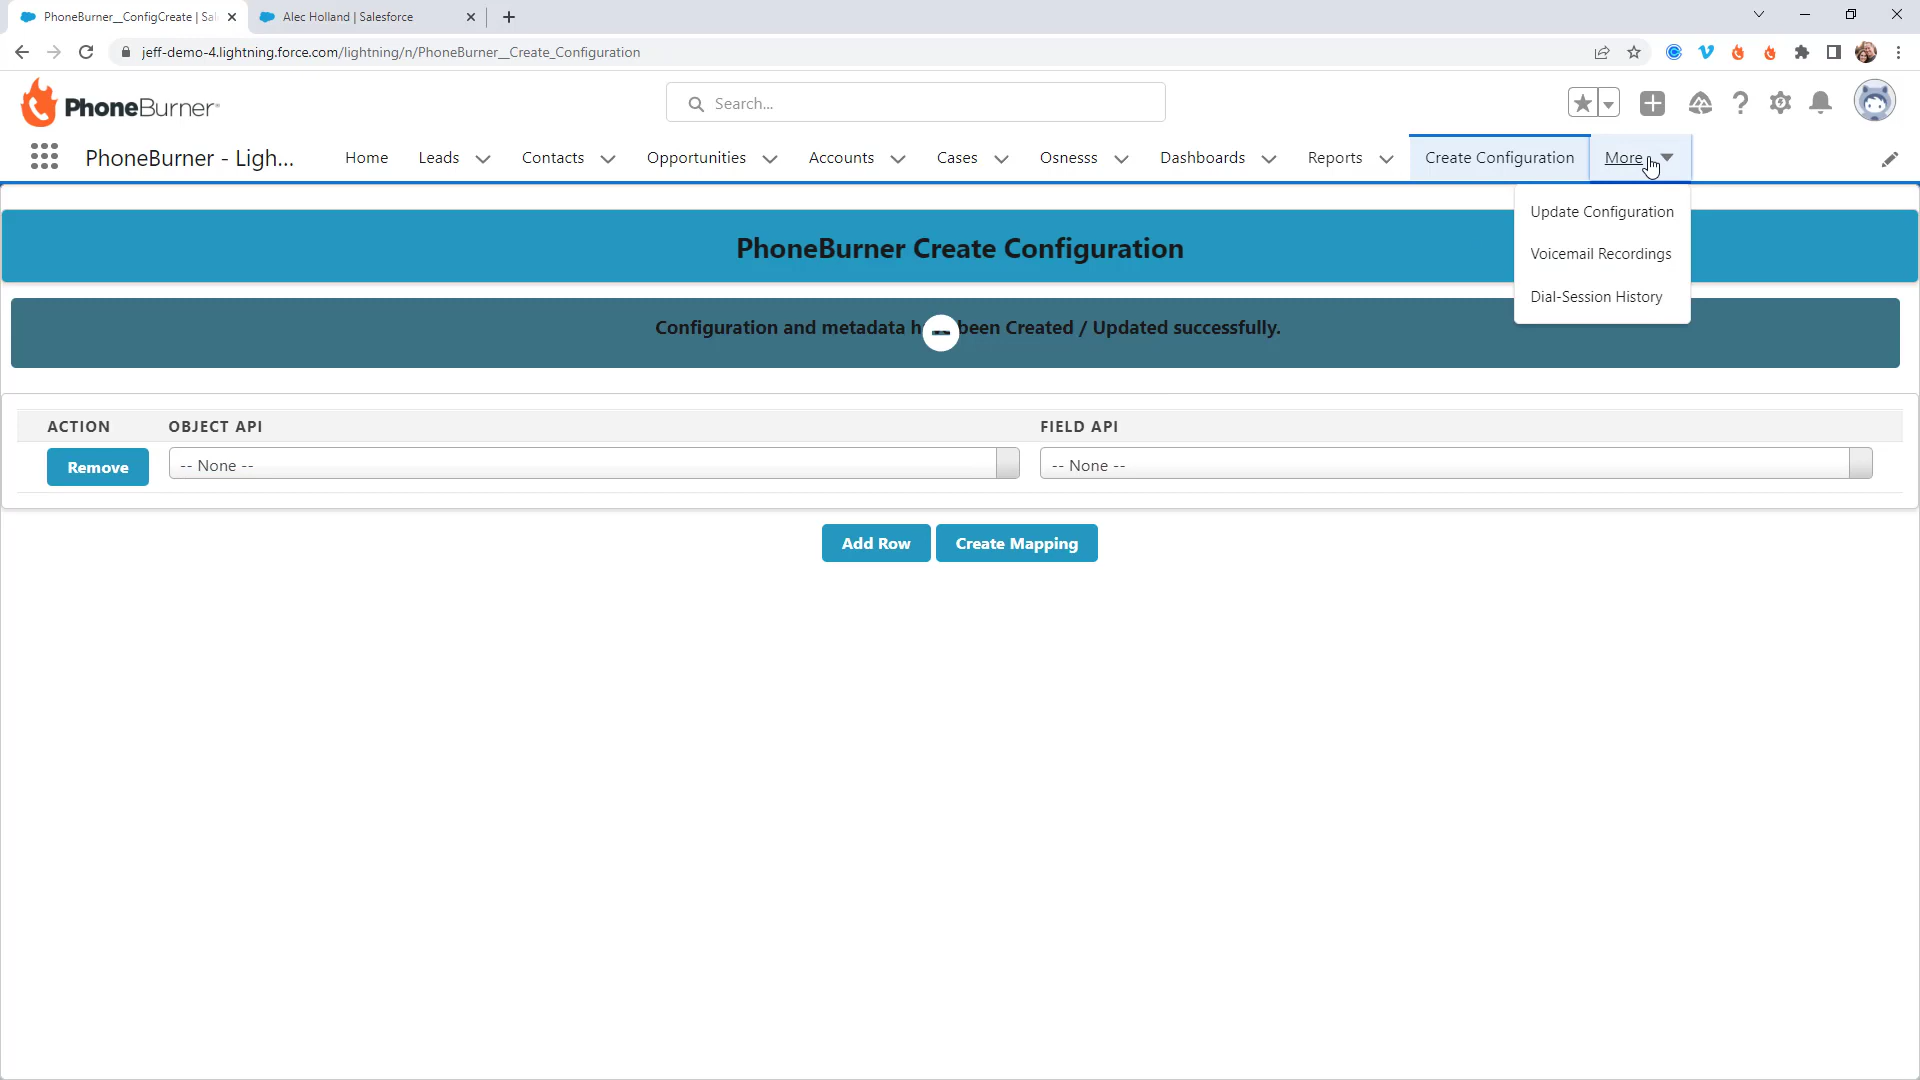 PhoneBurner__ConfigCreate | Sal
Alec Holland | Salesforce
jeff-demo-4.lightning.force.com/lightning/n/PhoneBurner__Create_Configuration
PhoneBurner
Search...
PhoneBurner - Ligh...
Home
Leads
Contacts
Opportunities
Accounts
Cases
Osnesss
Dashboards
Reports
Create Configuration
More
Update Configuration
Voicemail Recordings
Dial-Session History
PhoneBurner Create Configuration
Configuration and metadata h been Created / Updated successfully.
ACTION OBJECT API FIELD API
Remove -- None -- -- None --
Add Row Create Mapping